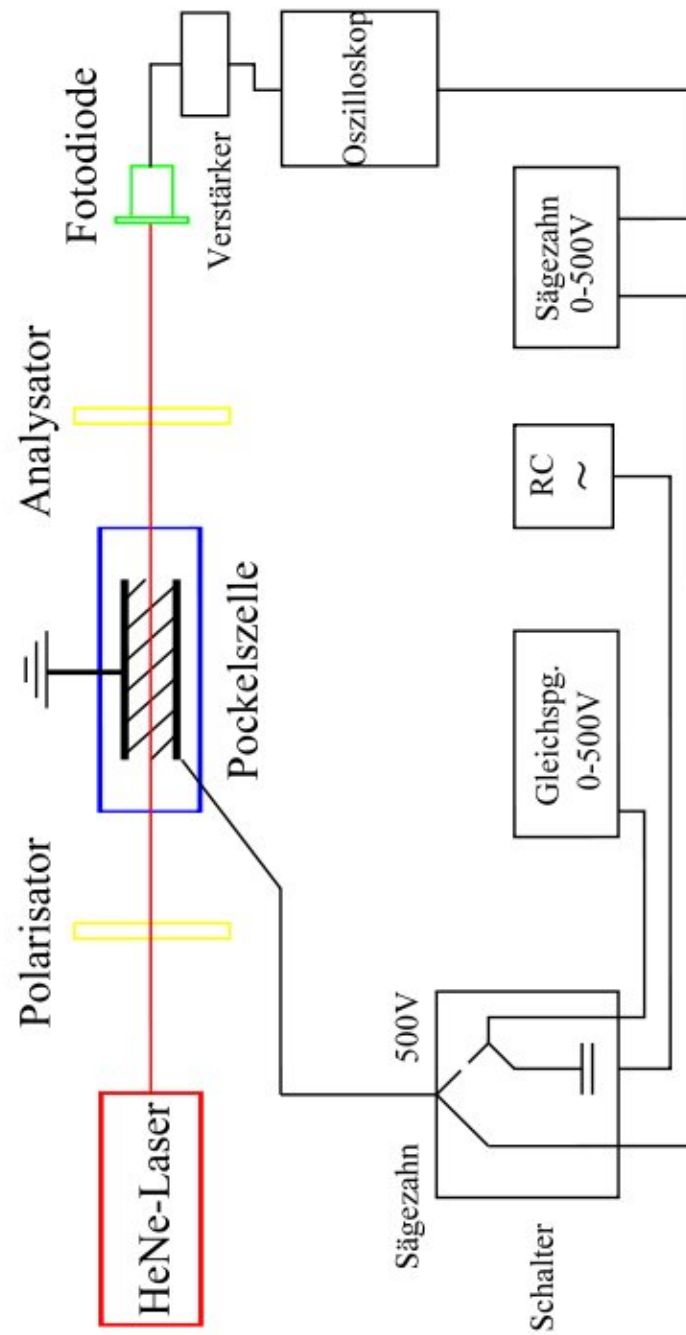 HeNe-Laser
Polarisator
Pockelszelle
Analysator
Fotodiode
Verstärker
Oszilloskop
Sägezahn
500V
Schalter
Gleichspg.
0-500V
RC
~
Sägezahn
0-500V